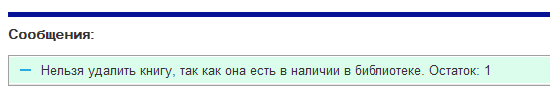 Сообщения:
Нельзя удалить книгу, так как она есть в наличии в библиотеке. Остаток: 1